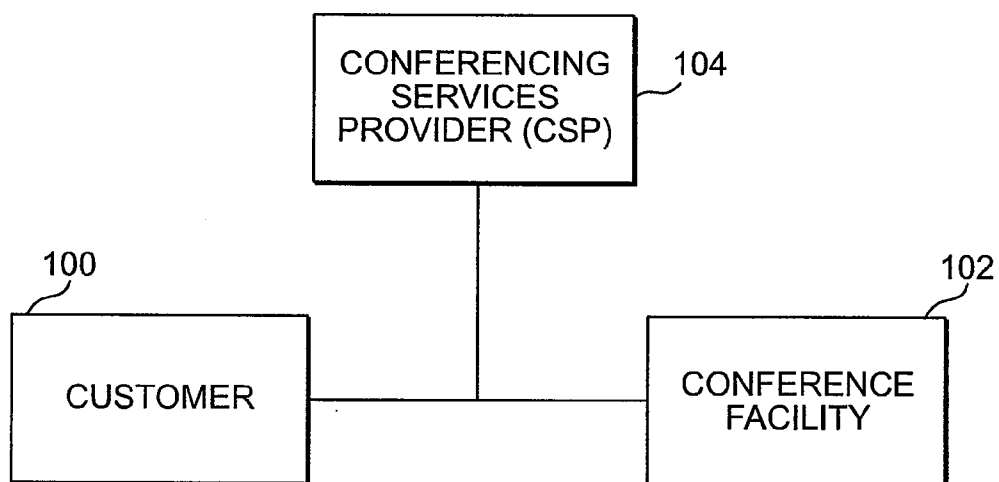 CONFERENCING
SERVICES
PROVIDER (CSP)
104
100
CUSTOMER
102
CONFERENCE
FACILITY